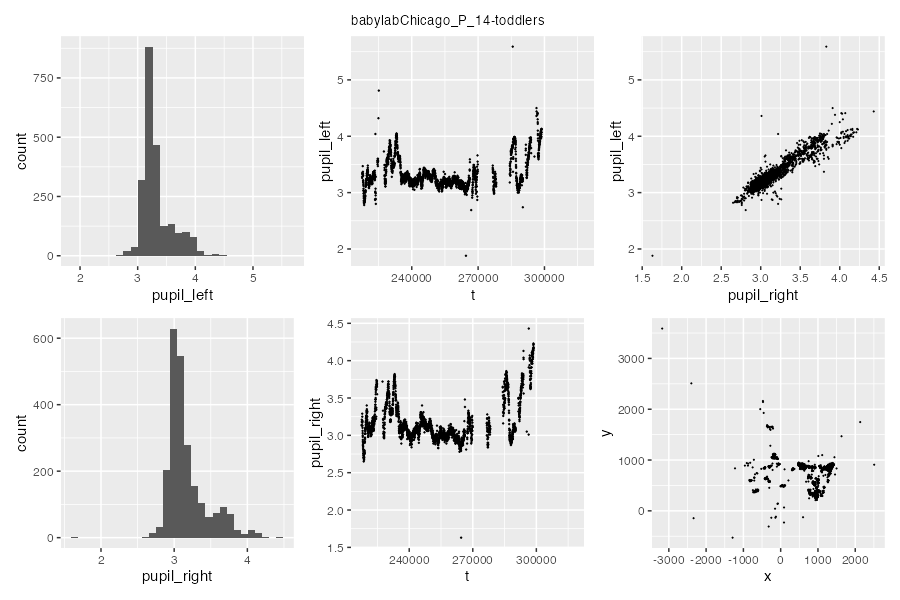 babylabChicago_P_14-toddlers
750
500
250
0
count
2 3 4 5
pupil_left
5
4
3
2
pupil_left
240000 270000 300000
t
5
4
3
2
pupil_left
1.5 2.0 2.5 3.0 3.5 4.0 4.5
pupil_right
600
400
200
0
count
2 3 4
pupil_right
4.5
4.0
3.5
3.0
2.5
2.0
1.5
pupil_right
240000 270000 300000
t
3000
2000
1000
0
y
-3000 -2000 -1000 0 1000 2000
x